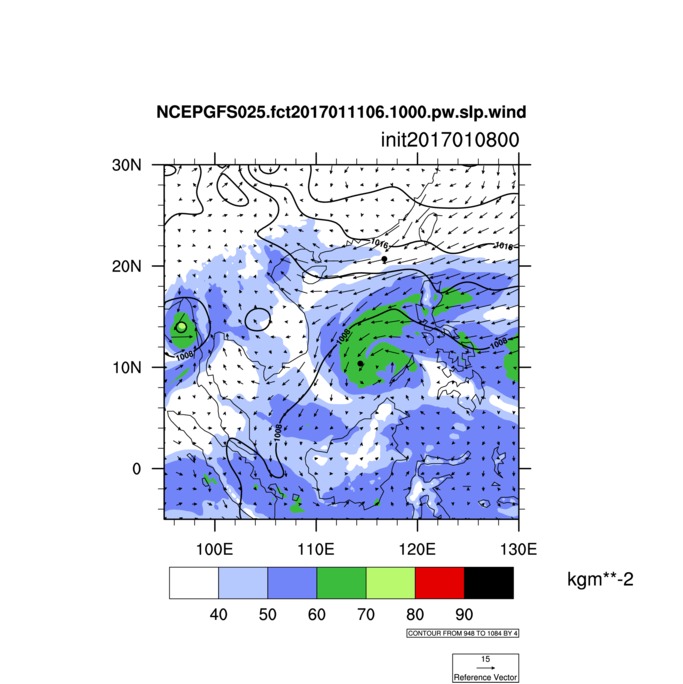 NCEPGFS025.fct2017011106.1000.pw.slp.wind
init2017010800
30N
20N
10N
0
1016
1016
1008
1008
1008
1008
100E
110E
120E
130E
kgm**-2
40 50 60 70 80 90
CONTOUR FROM 948 TO 1084 BY 4
15
Reference Vector